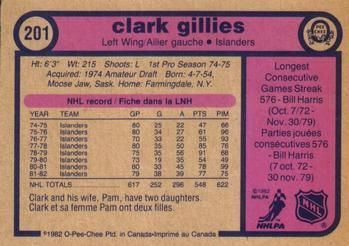 201
clark gillies
Left Wing/Ailier gauche • Islanders
O-PEE-CHEE
Ht: 6'3" Wt: 215 Shoots: L 1st Pro Season 74-75
Acquired: 1974 Amateur Draft Born: 4-7-54,
Moose Jaw, Sask. Home: Farmingdale, N.Y.
NHL record / Fiche dans la LNH
YEAR TEAM GP G A PTS PIM
74-75 Islanders 80 25 22 47 66
75-76 Islanders 80 34 27 61 96
76-77 Islanders 70 33 22 55 93
77-78 Islanders 80 35 50 85 76
78-79 Islanders 75 35 56 91 68
79-80 Islanders 73 19 35 54 49
80-81 Islanders 80 33 45 78 99
81-82 Islanders 79 38 39 77 75
NHL TOTALS 617 252 296 548 622
Clark and his wife, Pam, have two daughters.
Clark et sa femme Pam ont deux filles.
©1982 O-Pee-Chee Ptd. in Canada•Imprimé au Canada
Longest
Consecutive
Games Streak
576 - Bill Harris
(Oct. 7/72 -
Nov. 30/79)
Parties jouées
consécutives 576
- Bill Harris
(7 oct. 72 -
30 nov. 79)
©1982
NHLPA
NHL